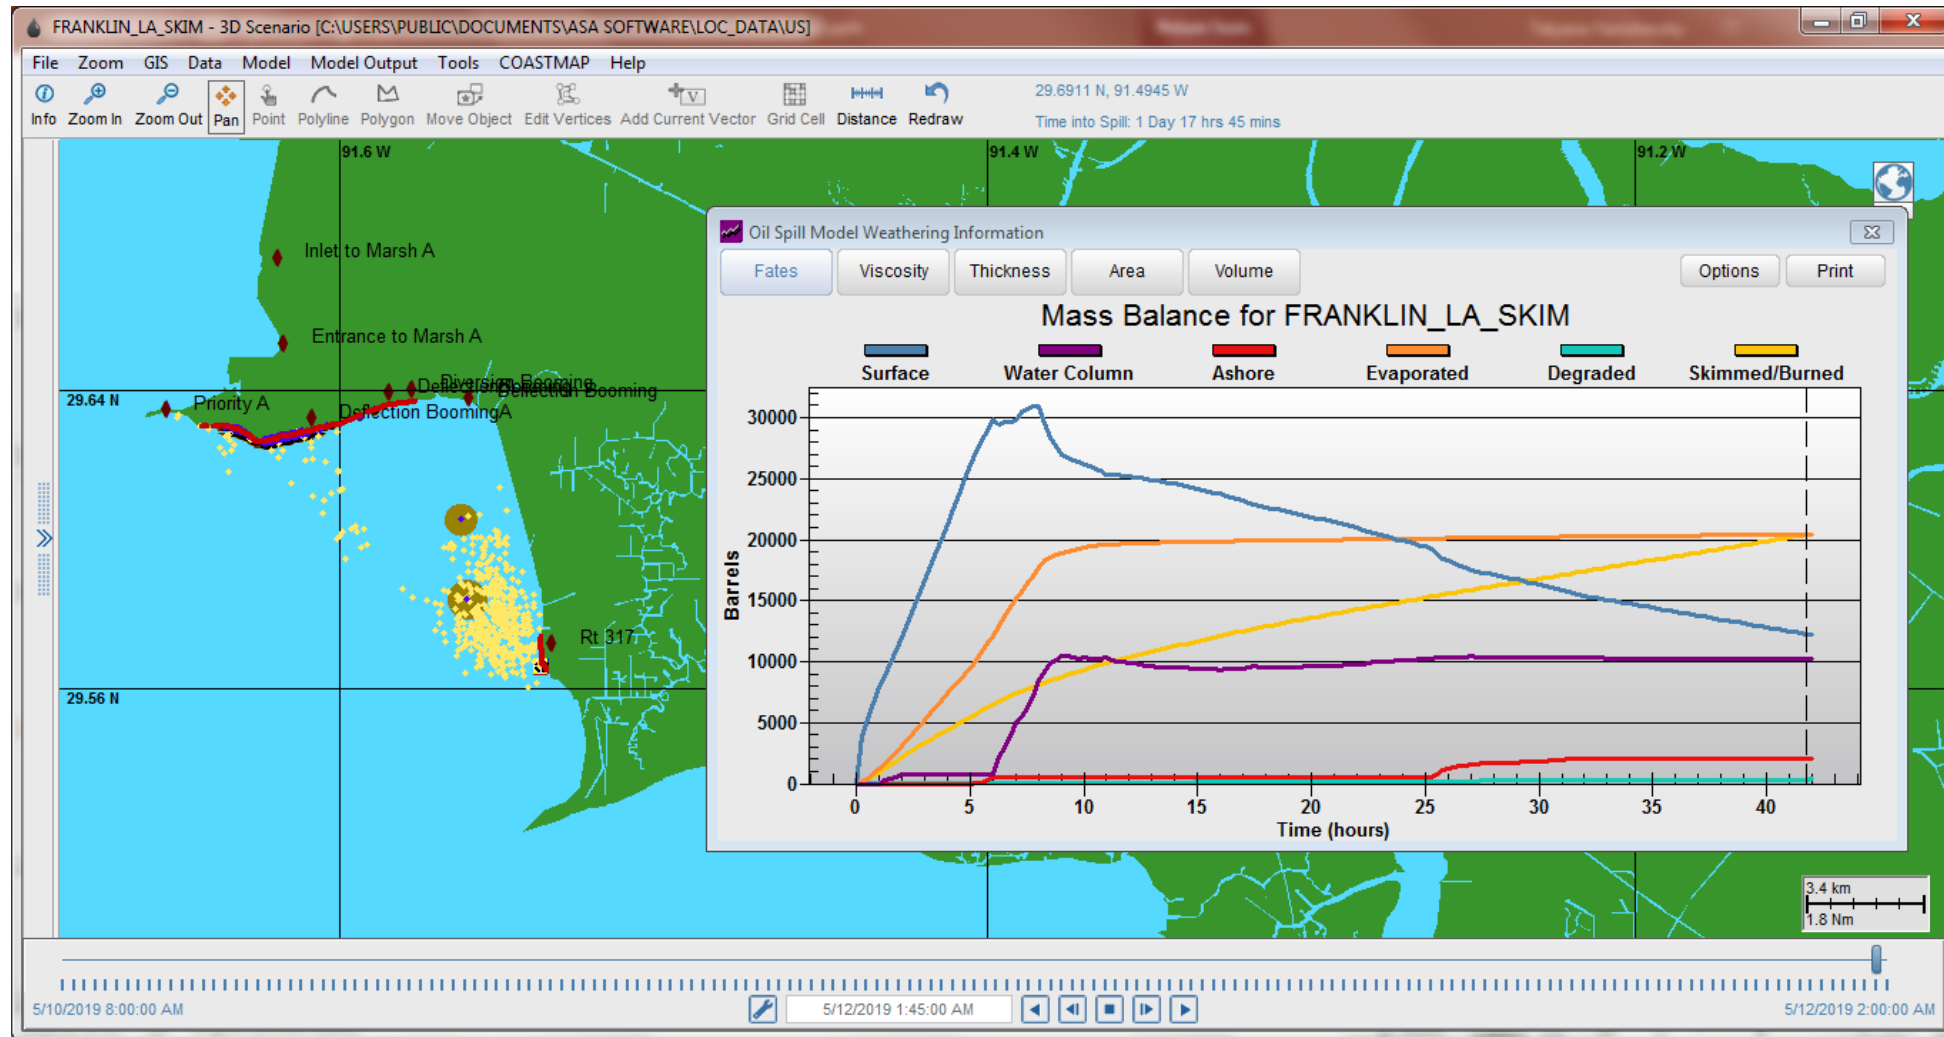 FRANKLIN_LA_SKIM - 3D Scenario [C:\USERS\PUBLIC\DOCUMENTS\ASA SOFTWARE\LOC_DATA\US]
File Zoom GIS Data Model Model Output Tools COASTMAP Help
Info Zoom In Zoom Out Pan Point Polyline Polygon Move Object Edit Vertices Add Current Vector Grid Cell Distance Redraw
29.6911 N, 91.4945 W
Time into Spill: 1 Day 17 hrs 45 mins
91.6 W 91.4 W 91.2 W
Inlet to Marsh A
Entrance to Marsh A
Diversion Booming
Deflection Booming
29.64 N
Priority A
Deflection BoomingA
Rt 317
29.56 N
Oil Spill Model Weathering Information
Fates Viscosity Thickness Area Volume Options Print
Mass Balance for FRANKLIN_LA_SKIM
Surface Water Column Ashore Evaporated Degraded Skimmed/Burned
30000
25000
20000
15000
10000
5000
0
Barrels
0 5 10 15 20 25 30 35 40
Time (hours)
3.4 km
1.8 Nm
5/10/2019 8:00:00 AM 5/12/2019 1:45:00 AM 5/12/2019 2:00:00 AM